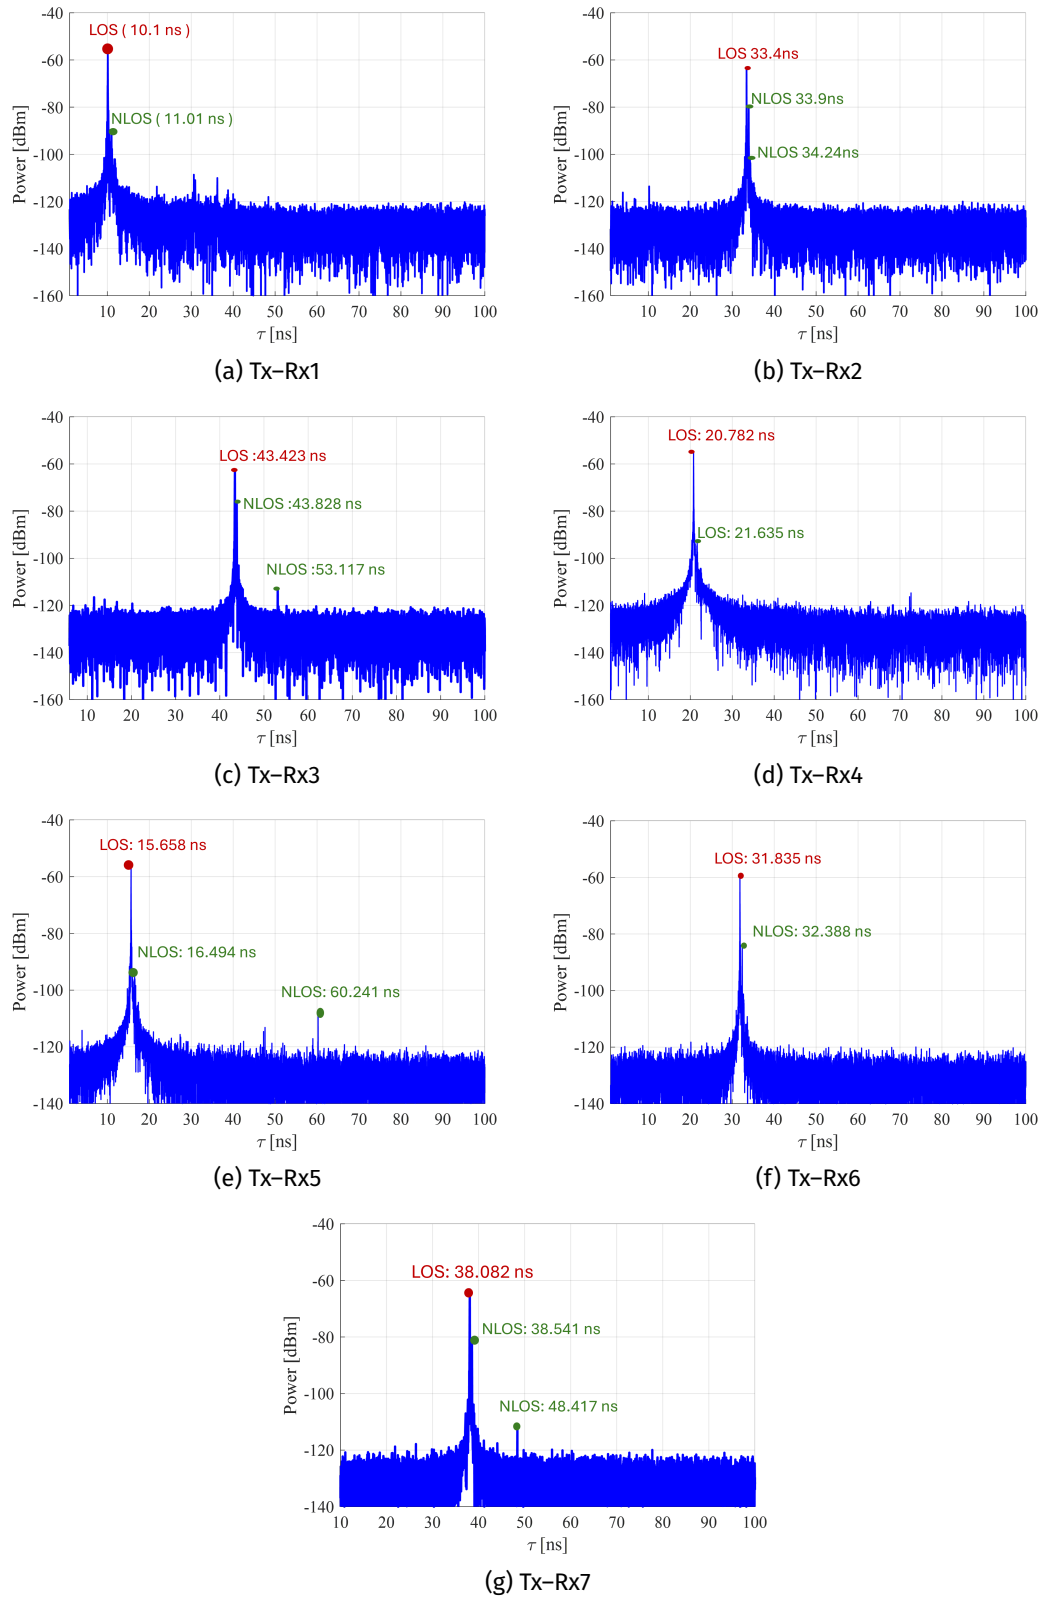 -40
-60
-80
-100
-120
-140
-160
Power [dBm]
LOS ( 10.1 ns )
NLOS ( 11.01 ns )
10 20 30 40 50 60 70 80 90 100
τ [ns]
(a) Tx–Rx1
-40
-60
-80
-100
-120
-140
-160
Power [dBm]
LOS 33.4ns
NLOS 33.9ns
NLOS 34.24ns
10 20 30 40 50 60 70 80 90 100
τ [ns]
(b) Tx–Rx2
-40
-60
-80
-100
-120
-140
-160
Power [dBm]
LOS :43.423 ns
NLOS :43.828 ns
NLOS :53.117 ns
10 20 30 40 50 60 70 80 90 100
τ [ns]
(c) Tx–Rx3
-40
-60
-80
-100
-120
-140
-160
Power [dBm]
LOS: 20.782 ns
LOS: 21.635 ns
10 20 30 40 50 60 70 80 90 100
τ [ns]
(d) Tx–Rx4
-40
-60
-80
-100
-120
-140
Power [dBm]
LOS: 15.658 ns
NLOS: 16.494 ns
NLOS: 60.241 ns
10 20 30 40 50 60 70 80 90 100
τ [ns]
(e) Tx–Rx5
-40
-60
-80
-100
-120
-140
Power [dBm]
LOS: 31.835 ns
NLOS: 32.388 ns
10 20 30 40 50 60 70 80 90 100
τ [ns]
(f) Tx–Rx6
-40
-60
-80
-100
-120
-140
Power [dBm]
LOS: 38.082 ns
NLOS: 38.541 ns
NLOS: 48.417 ns
10 20 30 40 50 60 70 80 90 100
τ [ns]
(g) Tx–Rx7